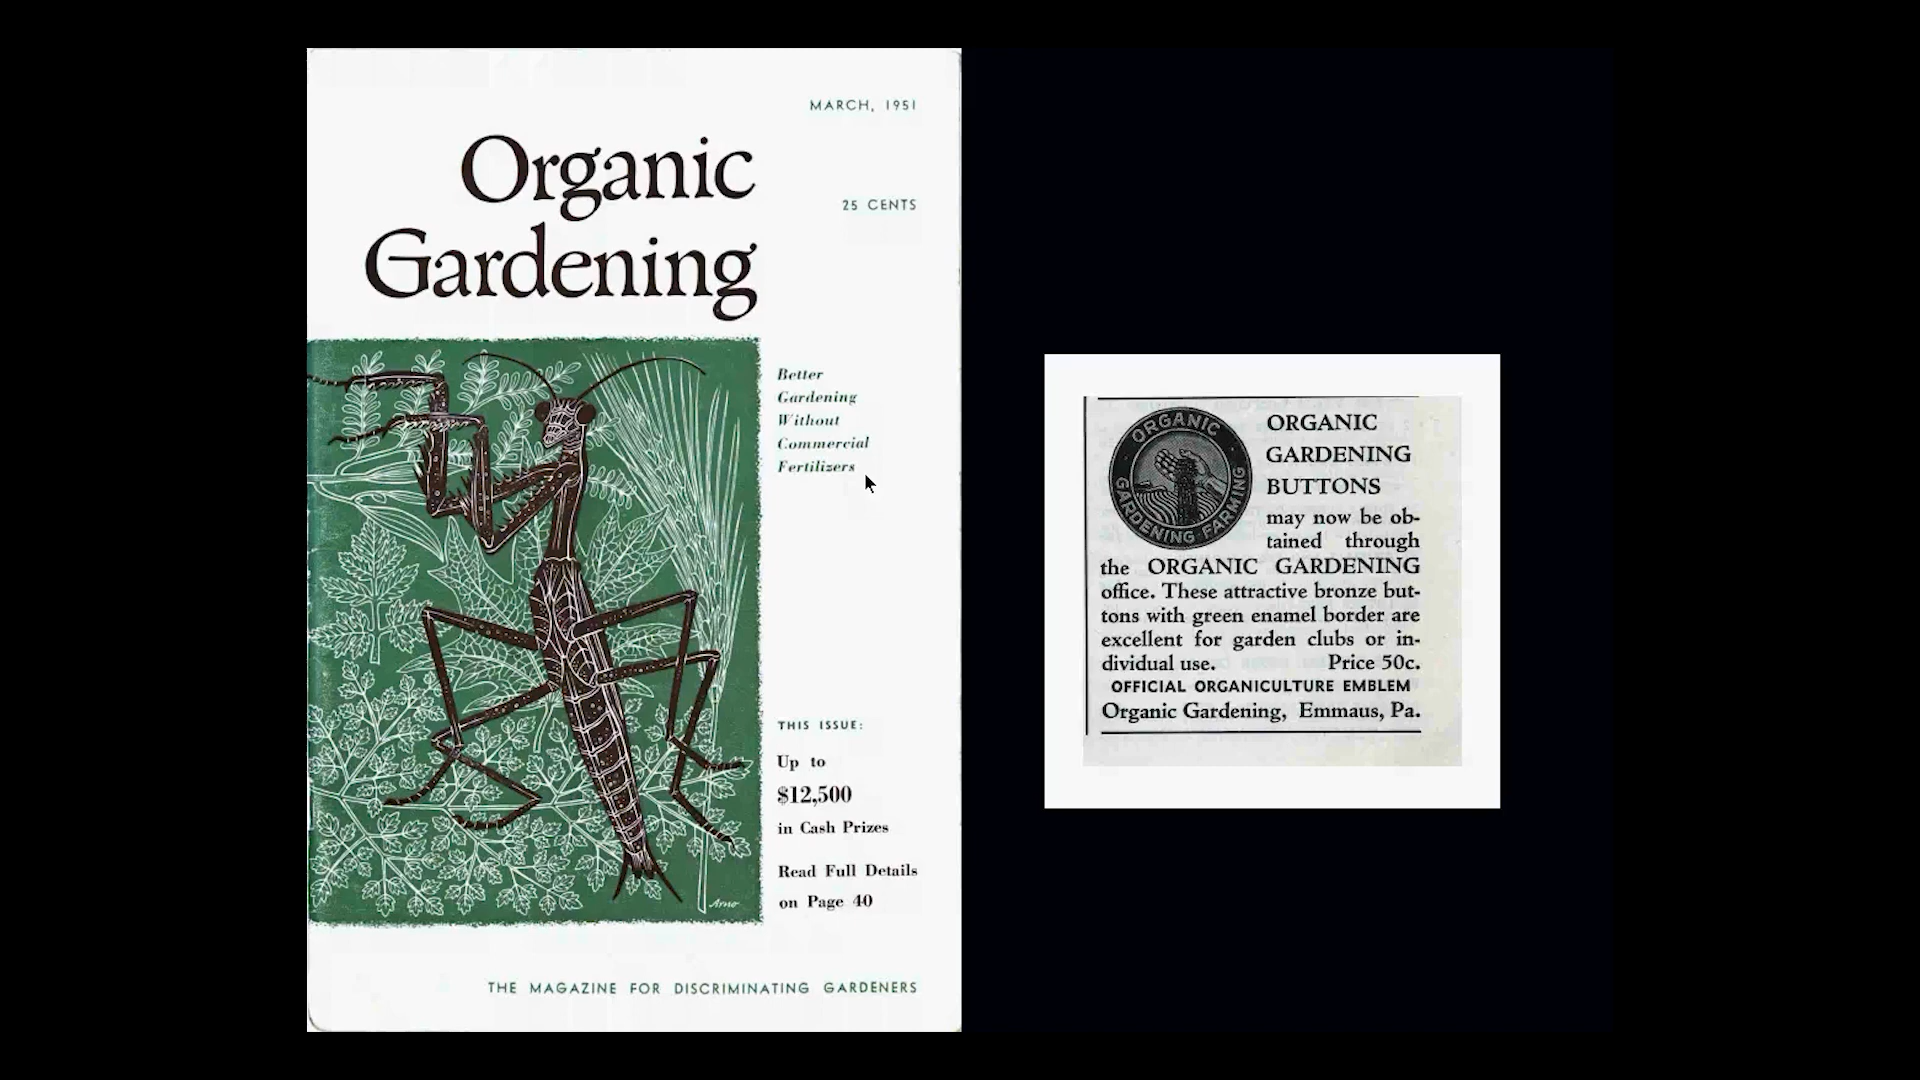 MARCH, 1951
Organic
Gardening
25 CENTS
Better
Gardening
Without
Commercial
Fertilizers
THIS ISSUE:
Up to
$12,500
in Cash Prizes
Read Full Details
on Page 40
Arno
THE MAGAZINE FOR DISCRIMINATING GARDENERS
ORGANIC
GARDENING FARMING
ORGANIC
GARDENING
BUTTONS
may now be ob-
tained through
the ORGANIC GARDENING
office. These attractive bronze but-
tons with green enamel border are
excellent for garden clubs or in-
dividual use. Price 50c.
OFFICIAL ORGANICULTURE EMBLEM
Organic Gardening, Emmaus, Pa.